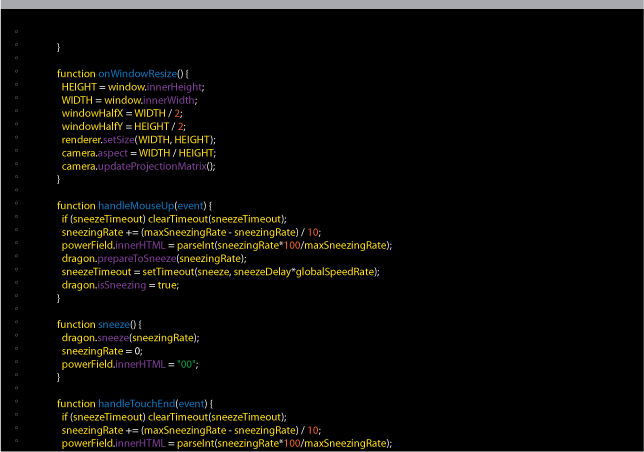 }
function onWindowResize() {
HEIGHT = window.innerHeight;
WIDTH = window.innerWidth;
windowHalfX = WIDTH / 2;
windowHalfY = HEIGHT / 2;
renderer.setSize(WIDTH, HEIGHT);
camera.aspect = WIDTH / HEIGHT;
camera.updateProjectionMatrix();
}
function handleMouseUp(event) {
if (sneezeTimeout) clearTimeout(sneezeTimeout);
sneezingRate += (maxSneezingRate - sneezingRate) / 10;
powerField.innerHTML = parseInt(sneezingRate*100/maxSneezingRate);
dragon.prepareToSneeze(sneezingRate);
sneezeTimeout = setTimeout(sneeze, sneezeDelay*globalSpeedRate);
dragon.isSneezing = true;
}
function sneeze() {
dragon.sneeze(sneezingRate);
sneezingRate = 0;
powerField.innerHTML = "00";
}
function handleTouchEnd(event) {
if (sneezeTimeout) clearTimeout(sneezeTimeout);
sneezingRate += (maxSneezingRate - sneezingRate) / 10;
powerField.innerHTML = parseInt(sneezingRate*100/maxSneezingRate);